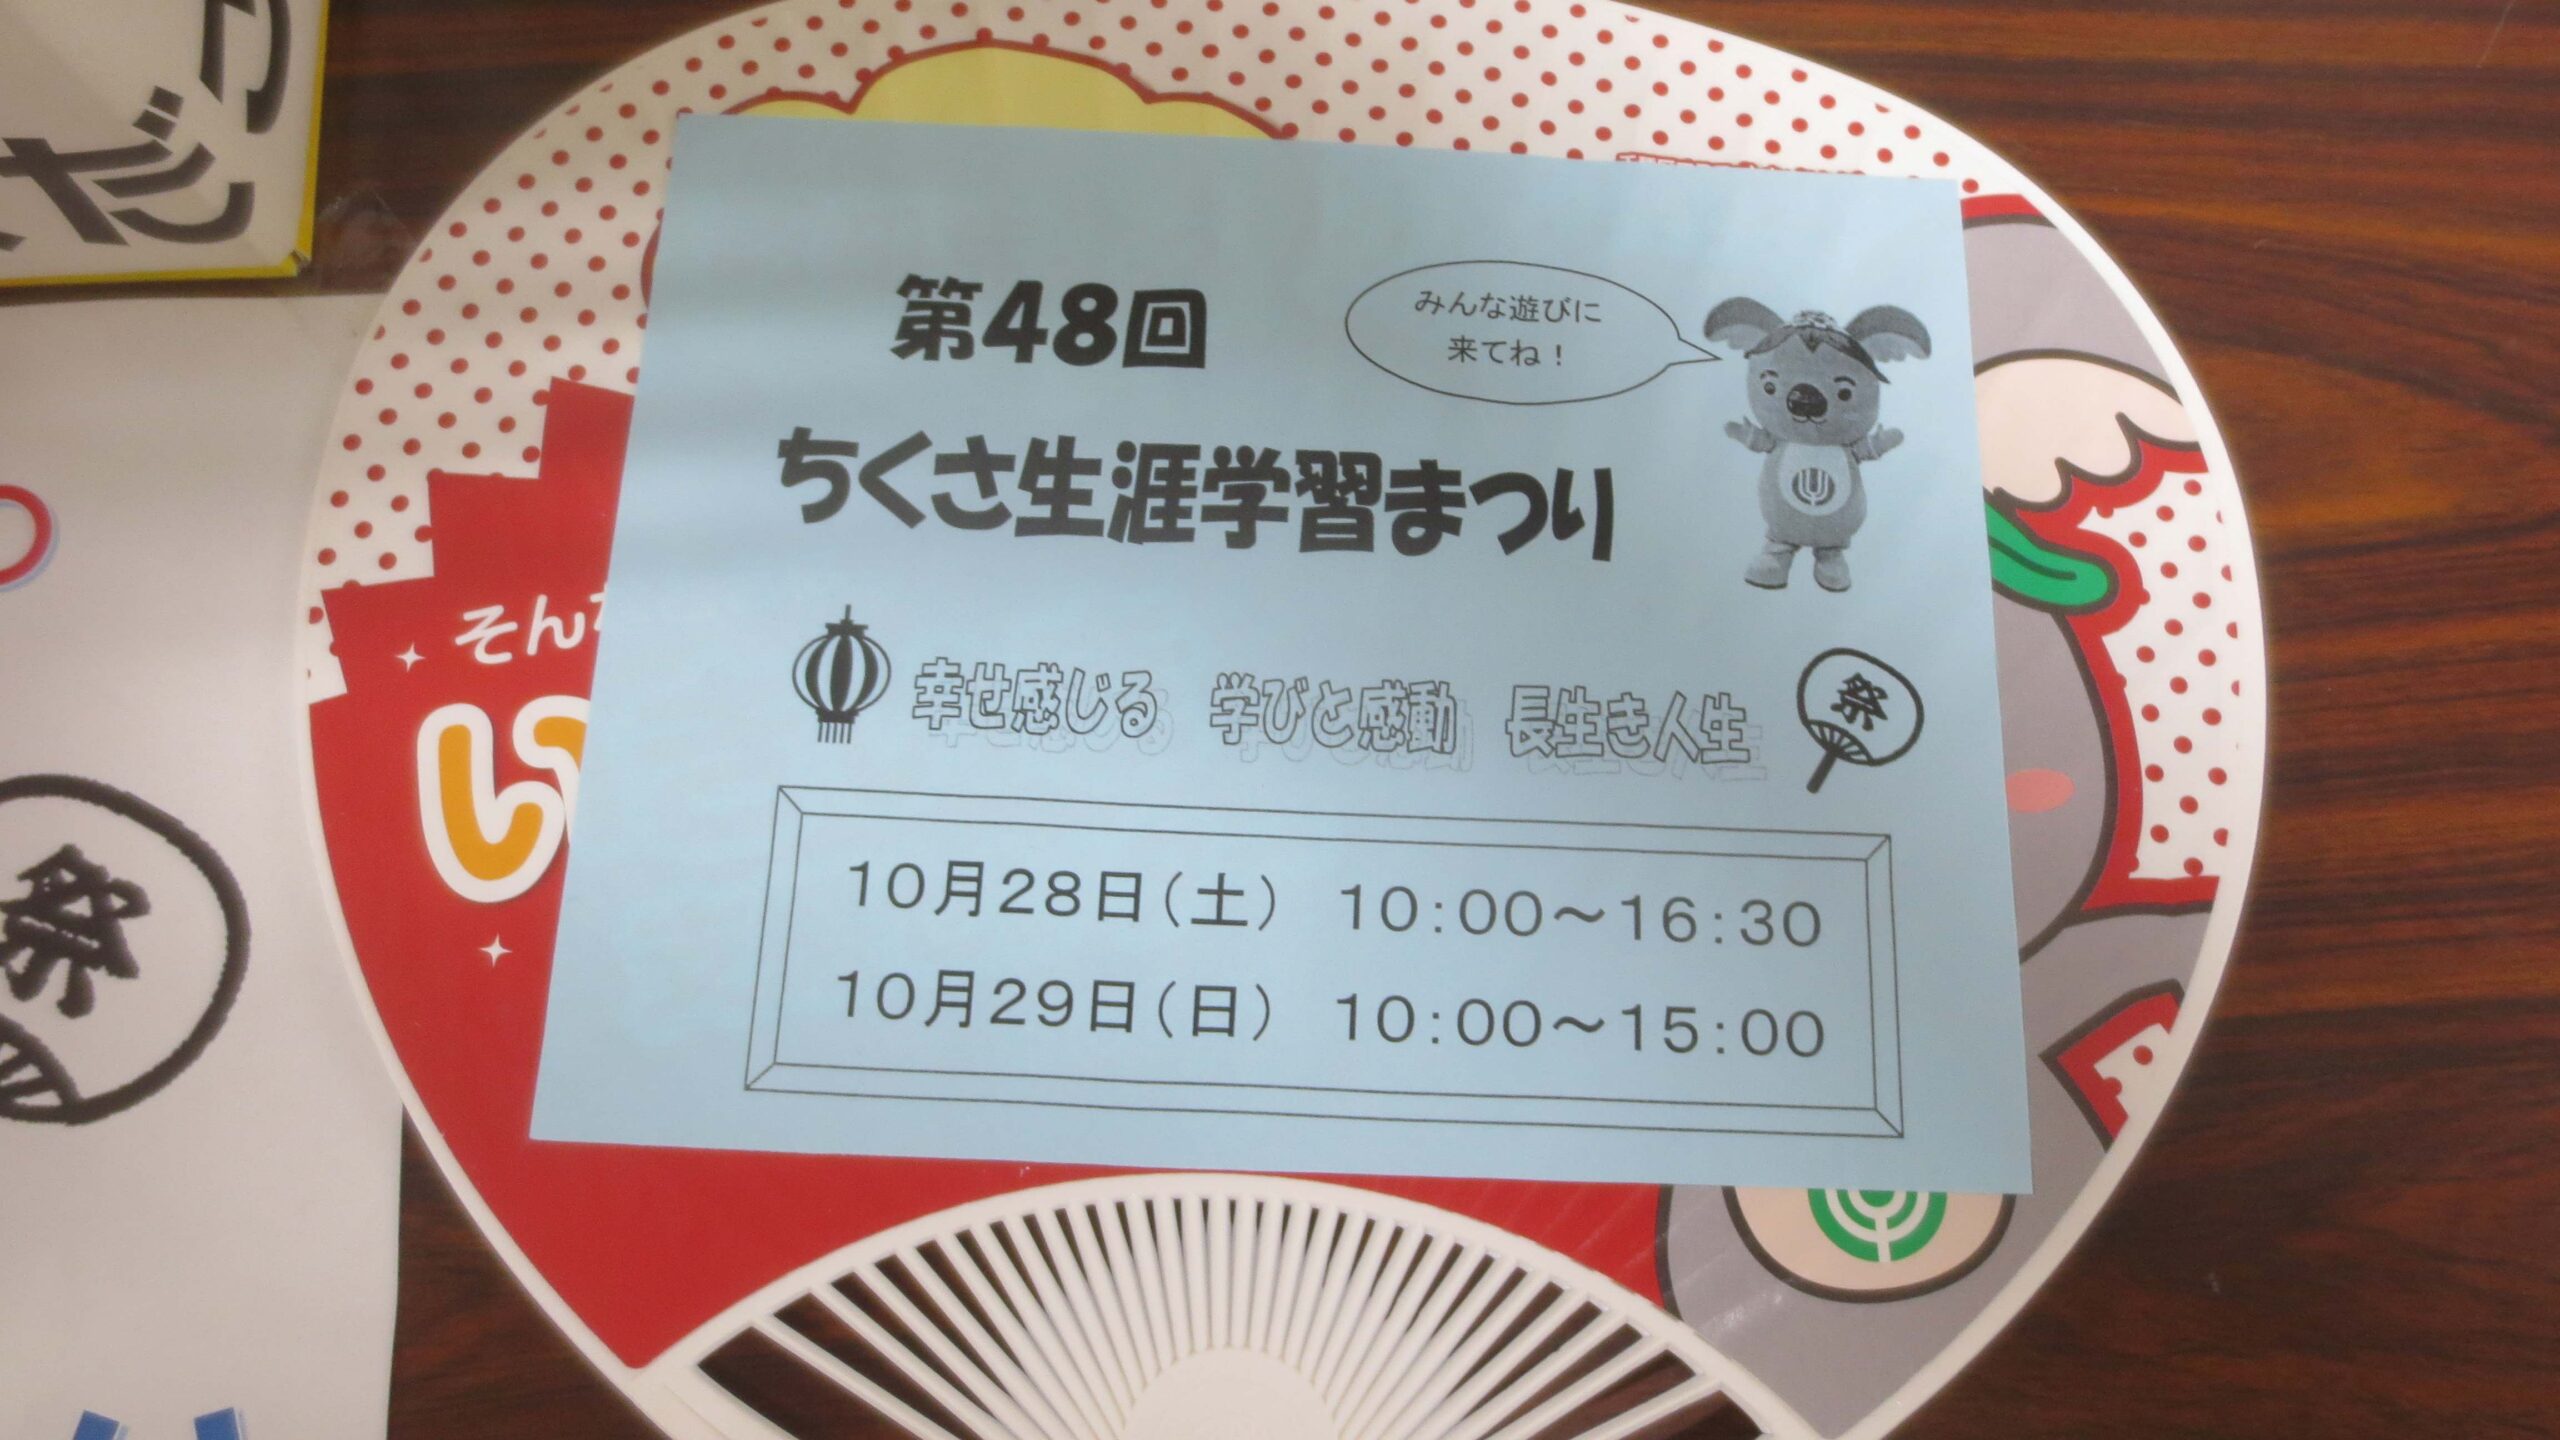 第48回
みんな遊びに
来てね！
ちくさ生涯学習まつり
幸せ感じる　学びと感動　長生き人生
祭
10月28日（土）　10：00～16：30
10月29日（日）　10：00～15：00
そん
い
祭
だ